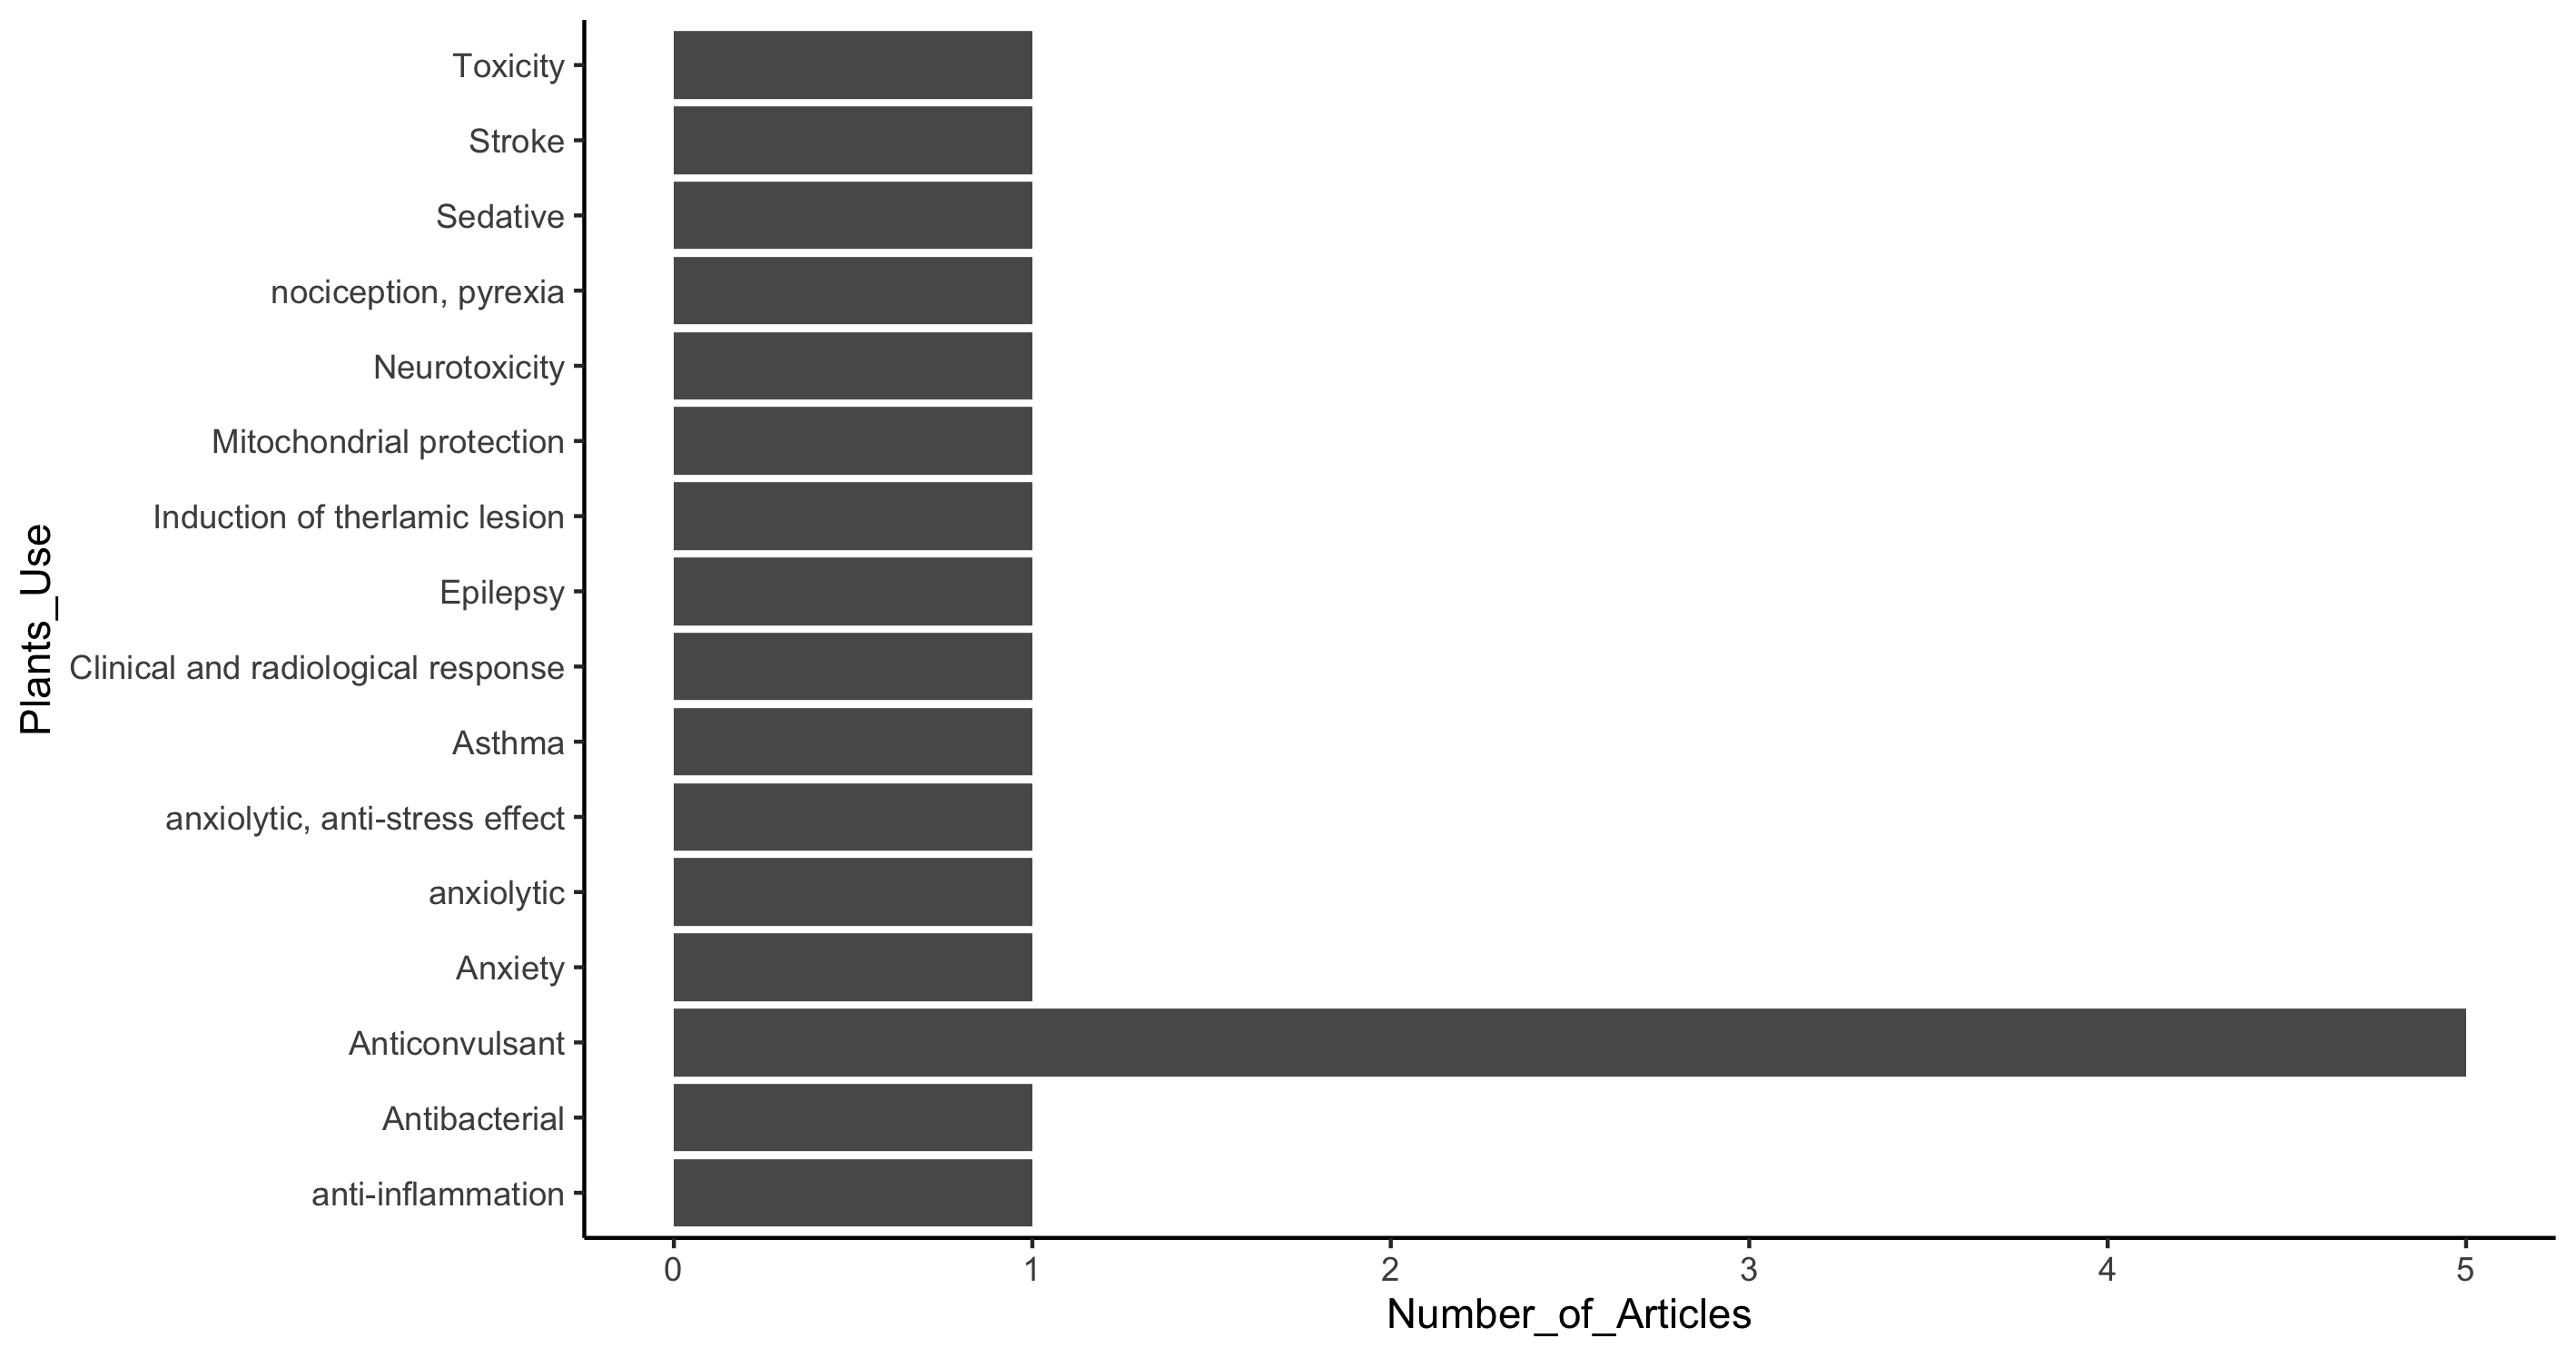 Toxicity
Stroke
Sedative
nociception, pyrexia
Neurotoxicity
Mitochondrial protection
Induction of therlamic lesion
Epilepsy
Clinical and radiological response
Asthma
anxiolytic, anti-stress effect
anxiolytic
Anxiety
Anticonvulsant
Antibacterial
anti-inflammation
Plants_Use
0 1 2 3 4 5
Number_of_Articles